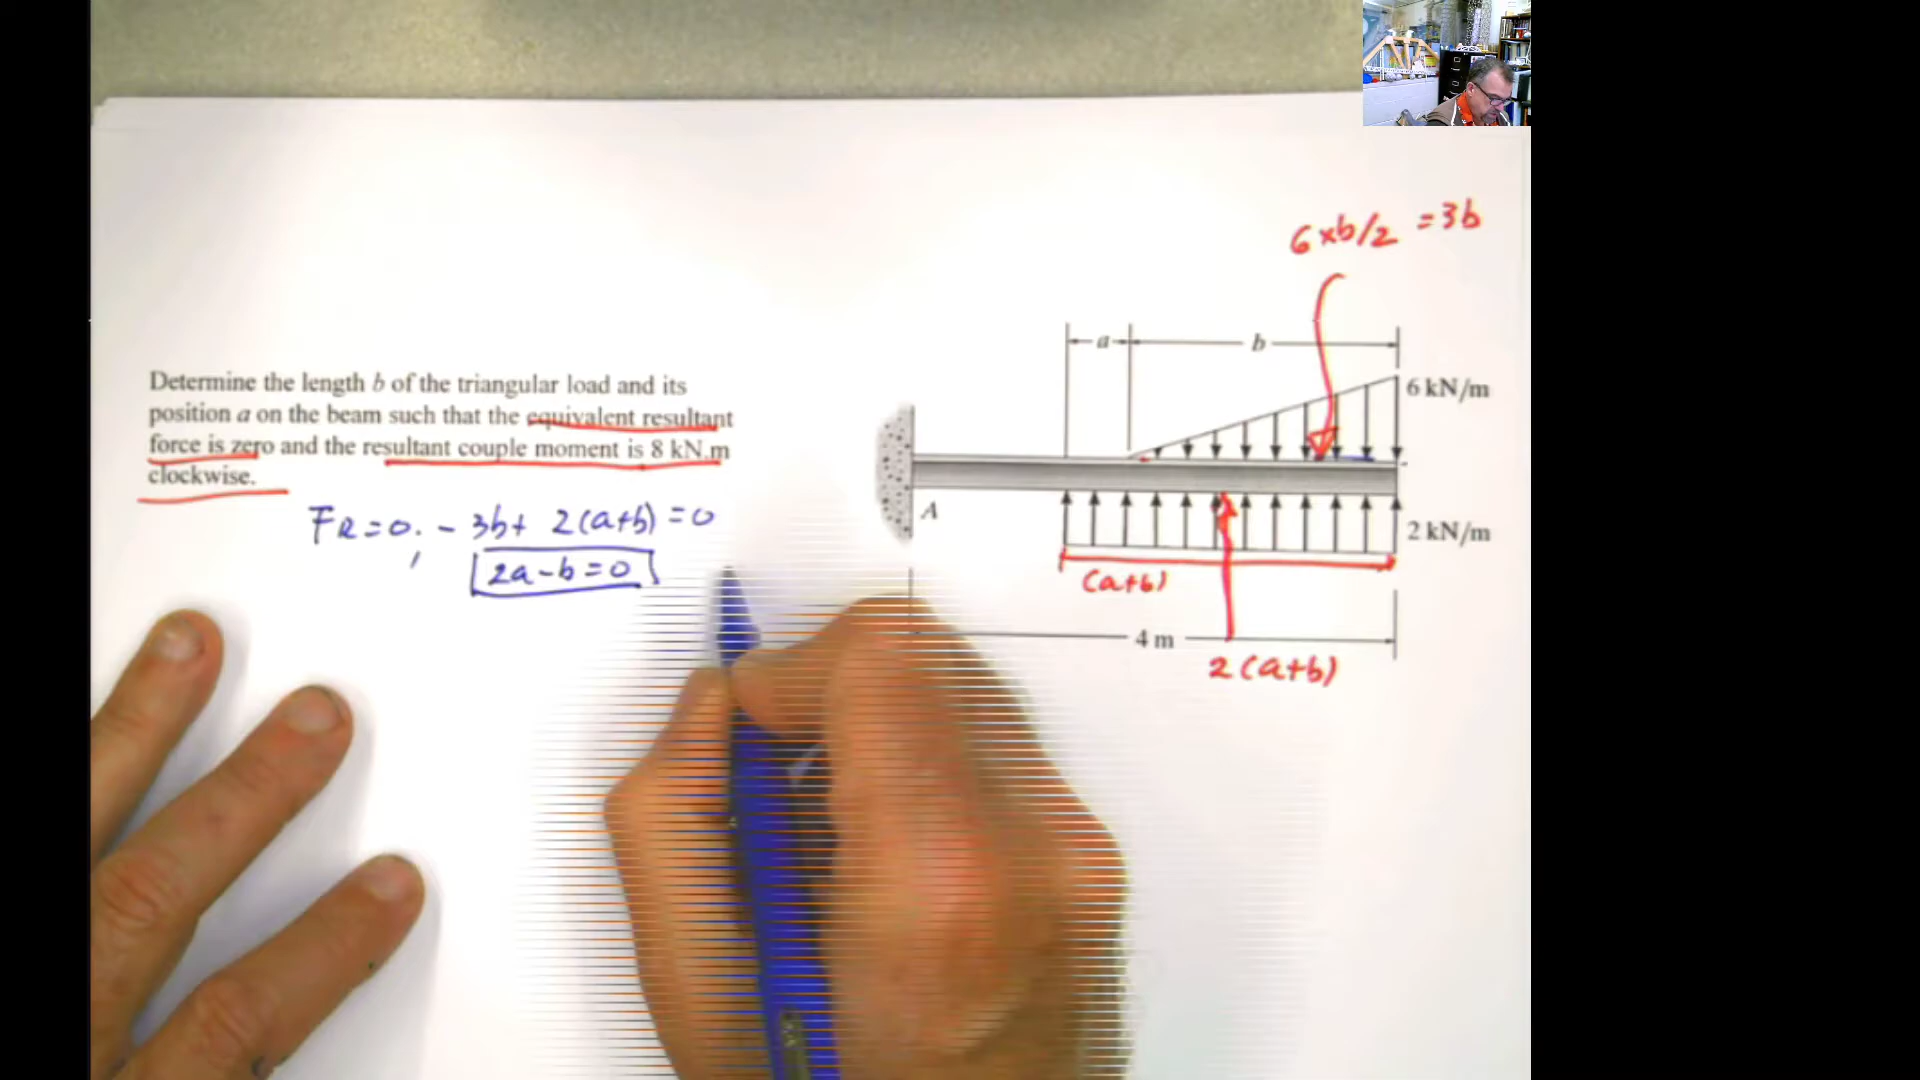 6 x b/2 = 3b
a
b
6 kN/m
Determine the length b of the triangular load and its
position a on the beam such that the equivalent resultant
force is zero and the resultant couple moment is 8 kN.m
clockwise.
FR = 0; - 3b + 2(a+b) = 0
2a - b = 0
A
2 kN/m
(a+b)
4 m
2(a+b)